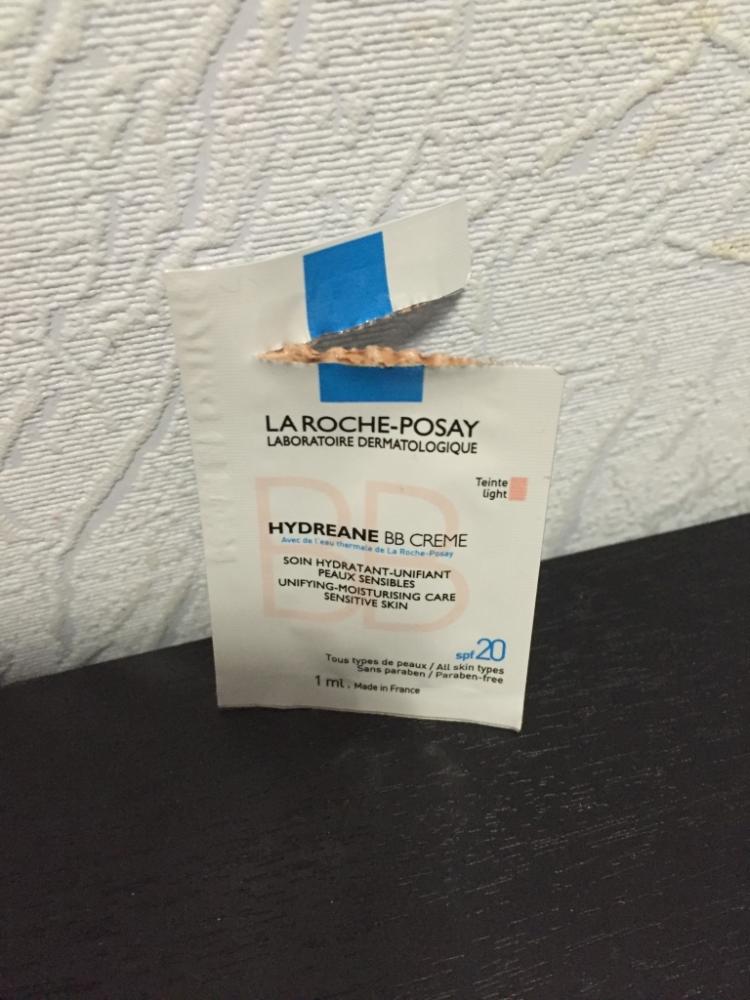 LA ROCHE-POSAY
LABORATOIRE DERMATOLOGIQUE
Teinte
light
BB
HYDREANE BB CREME
Avec de l'eau thermale de La Roche-Posay
SOIN HYDRATANT-UNIFIANT
PEAUX SENSIBLES
UNIFYING-MOISTURISING CARE
SENSITIVE SKIN
spf 20
Tous types de peaux / All skin types
Sans paraben / Paraben-free
1 ml. Made in France